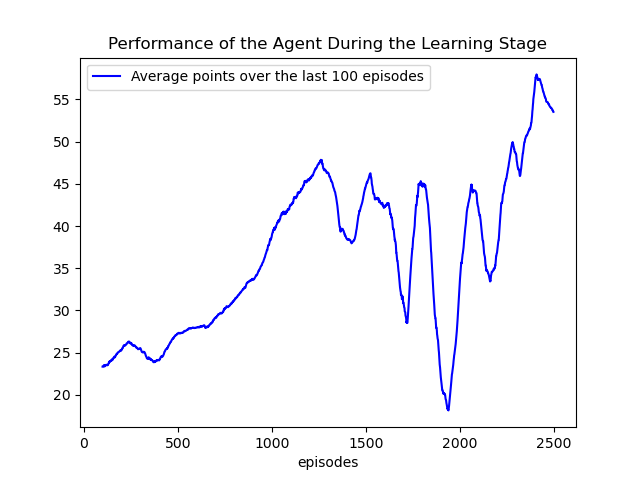 Performance of the Agent During the Learning Stage
Average points over the last 100 episodes
55
50
45
40
35
30
25
20
0 500 1000 1500 2000 2500
episodes